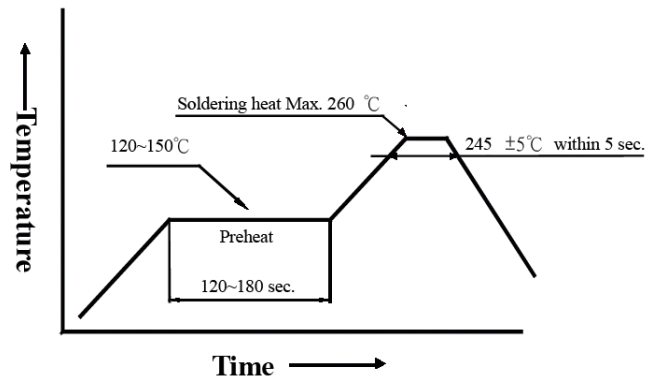 Soldering heat Max. 260 ℃
120~150℃
245 ±5℃ within 5 sec.
Preheat
120~180 sec.
Temperature
Time